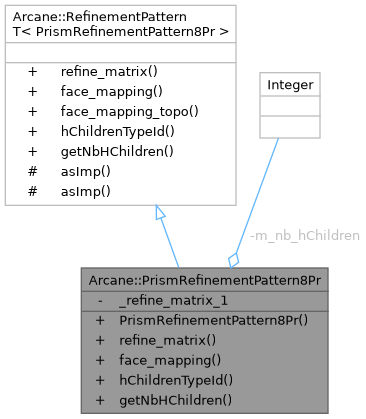 Arcane::RefinementPattern
T< PrismRefinementPattern8Pr >
+ refine_matrix()
+ face_mapping()
+ face_mapping_topo()
+ hChildrenTypeId()
+ getNbHChildren()
# asImp()
# asImp()
Integer
-m_nb_hChildren
Arcane::PrismRefinementPattern8Pr
- _refine_matrix_1
+ PrismRefinementPattern8Pr()
+ refine_matrix()
+ face_mapping()
+ hChildrenTypeId()
+ getNbHChildren()